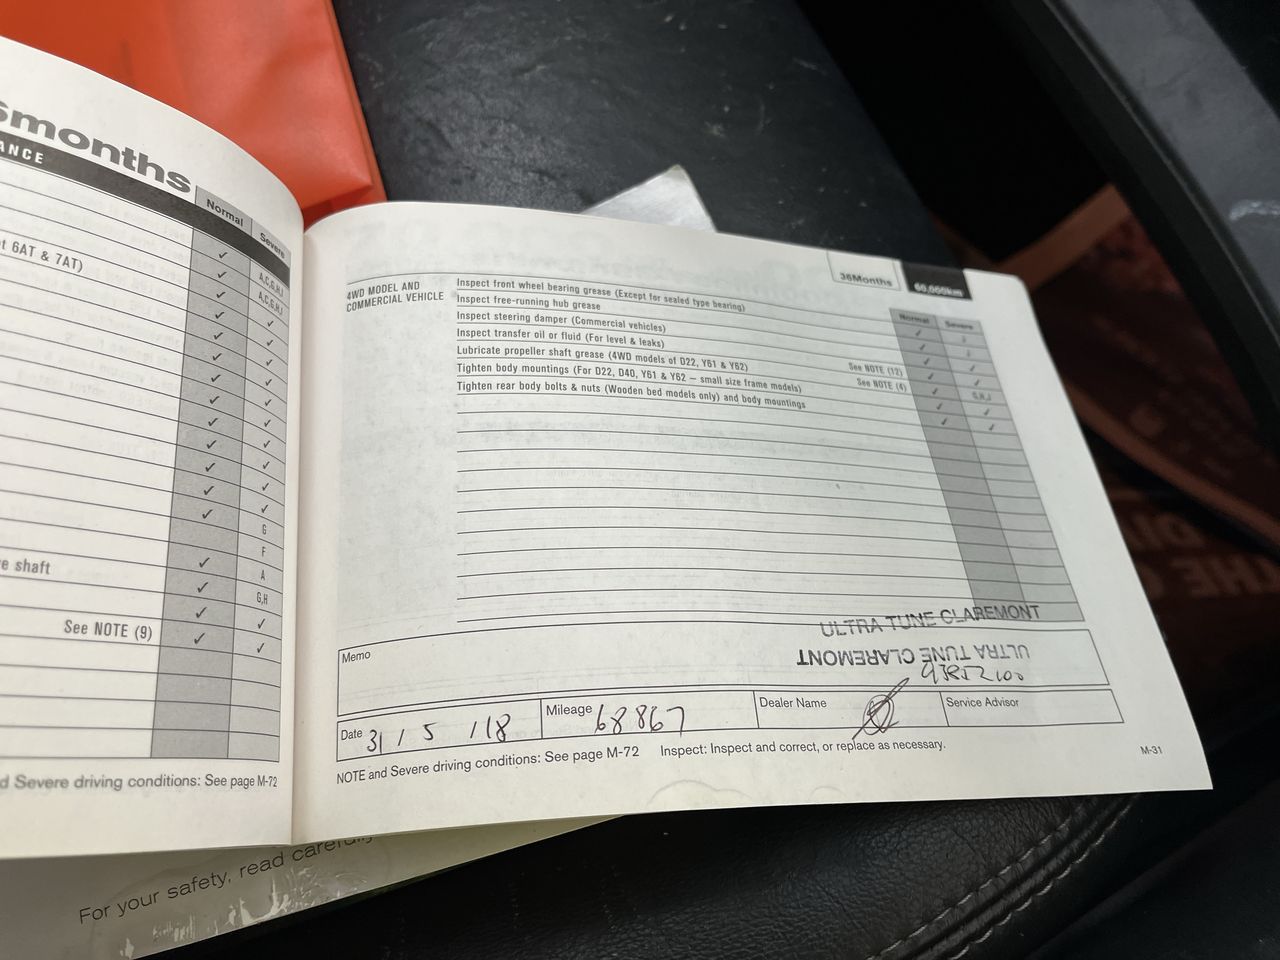 months
ANCE
Normal
Severe
A,C,G,H,J
t 6AT & 7AT)
A,C,G,H,J
G
F
A
e shaft
G,H
See NOTE (9)
d Severe driving conditions: See page M-72
For your safety, read carefully
36Months
60,000km
Normal
Severe
4WD MODEL AND
COMMERCIAL VEHICLE
Inspect front wheel bearing grease (Except for sealed type bearing)
Inspect free-running hub grease
Inspect steering damper (Commercial vehicles)
Inspect transfer oil or fluid (For level & leaks)
Lubricate propeller shaft grease (4WD models of D22, Y61 & Y62) See NOTE (12) G,H,J
Tighten body mountings (For D22, D40, Y61 & Y62 – small size frame models) See NOTE (4)
Tighten rear body bolts & nuts (Wooden bed models only) and body mountings
ULTRA TUNE CLAREMONT
Memo
ULTRA TUNE CLAREMONT
93852100
Date 31 / 5 / 18
Mileage 68867
Dealer Name
Service Advisor
NOTE and Severe driving conditions: See page M-72 Inspect: Inspect and correct, or replace as necessary.
M-31